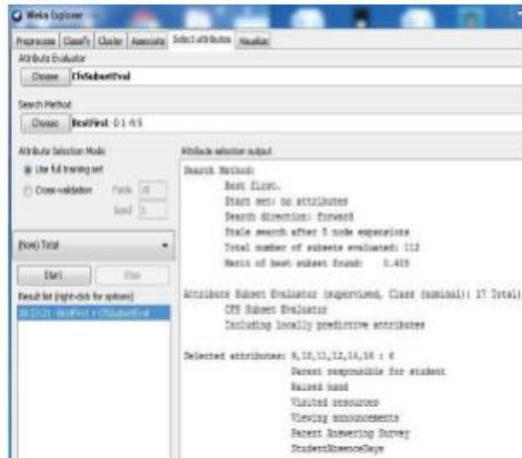 Weka Explorer
Preprocess Classify Cluster Associate Select attributes Visualize
Attribute Evaluator
Choose CfsSubsetEval
Search Method
Choose BestFirst -D 1 -N 5
Attribute Selection Mode
Use full training set
Cross-validation Folds 10
Seed 1
(Nom) Total
Start Stop
Result list (right-click for options)
BestFirst + CfsSubsetEval
Attribute selection output
Search Method:
Best first.
Start set: no attributes
Search direction: forward
Stale search after 5 node expansions
Total number of subsets evaluated: 112
Merit of best subset found:
Attribute Subset Evaluator (supervised, Class (nominal): 17 Total):
CFS Subset Evaluator
Including locally predictive attributes
Selected attributes: 9,10,11,12,14,16 : 6
Parent responsible for student
Raised hand
Visited resources
Viewing announcements
Parent Answering Survey
StudentAbsenceDays